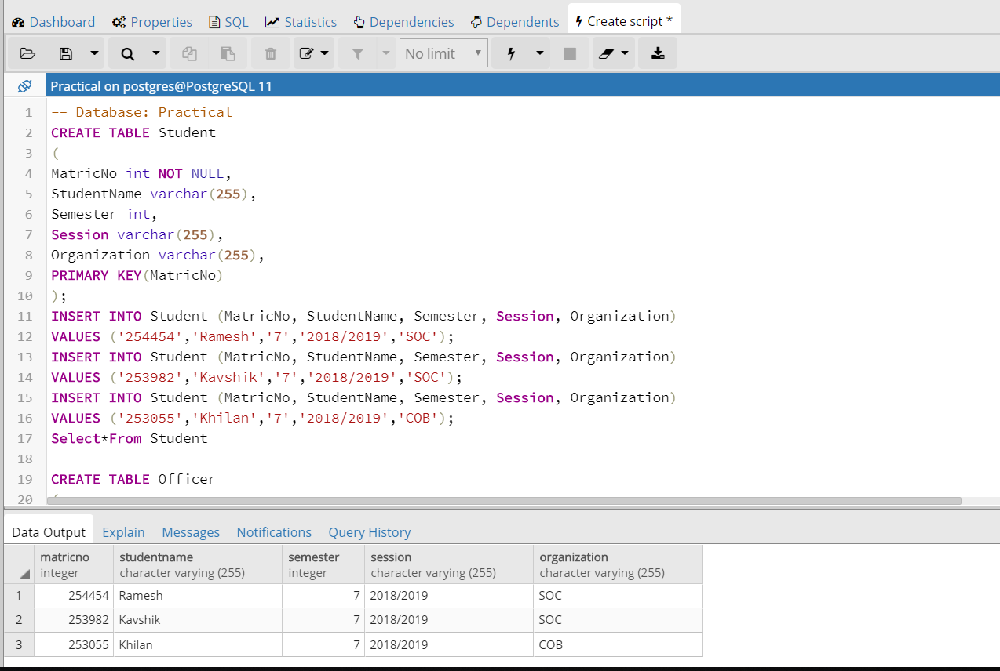 Dashboard Properties SQL Statistics Dependencies Dependents Create script *
No limit
Practical on postgres@PostgreSQL 11
1 -- Database: Practical
2 CREATE TABLE Student
3 (
4 MatricNo int NOT NULL,
5 StudentName varchar(255),
6 Semester int,
7 Session varchar(255),
8 Organization varchar(255),
9 PRIMARY KEY(MatricNo)
10 );
11 INSERT INTO Student (MatricNo, StudentName, Semester, Session, Organization)
12 VALUES ('254454','Ramesh','7','2018/2019','SOC');
13 INSERT INTO Student (MatricNo, StudentName, Semester, Session, Organization)
14 VALUES ('253982','Kavshik','7','2018/2019','SOC');
15 INSERT INTO Student (MatricNo, StudentName, Semester, Session, Organization)
16 VALUES ('253055','Khilan','7','2018/2019','COB');
17 Select*From Student
18
19 CREATE TABLE Officer
20 (
Data Output Explain Messages Notifications Query History
matricno studentname semester session organization
integer character varying (255) integer character varying (255) character varying (255)
1 254454 Ramesh 7 2018/2019 SOC
2 253982 Kavshik 7 2018/2019 SOC
3 253055 Khilan 7 2018/2019 COB